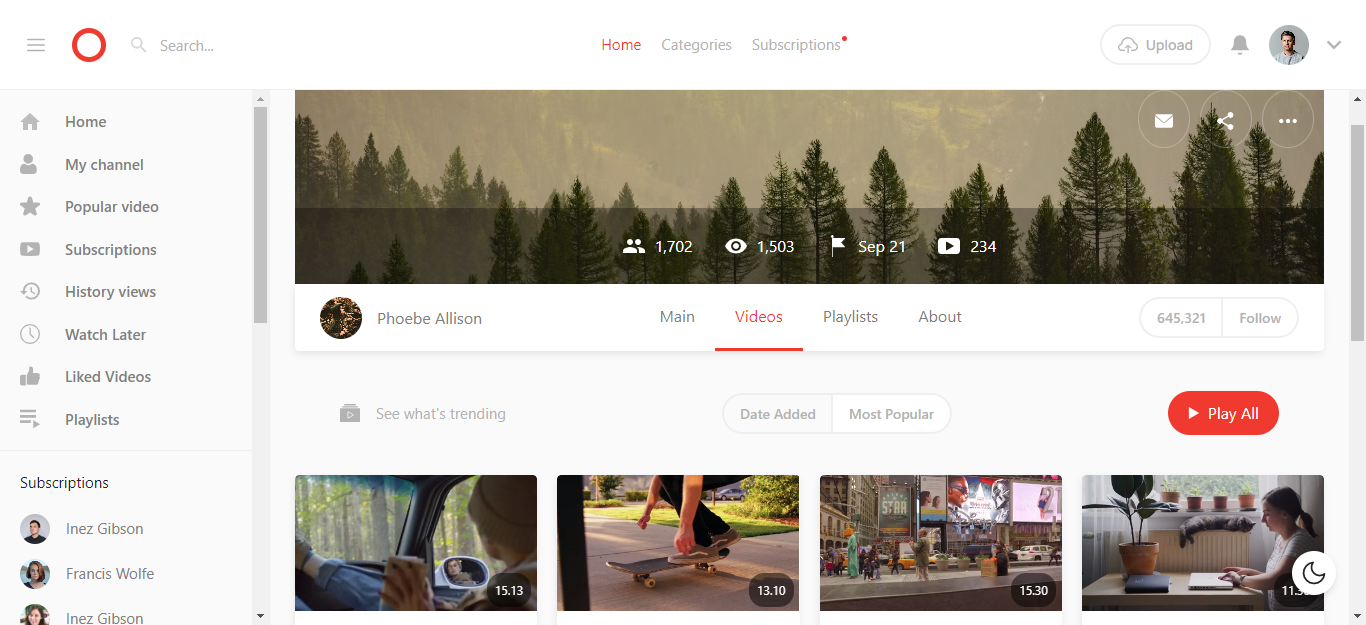 Search...
Home
Categories
Subscriptions
Upload
Home
My channel
Popular video
Subscriptions
History views
Watch Later
Liked Videos
Playlists
Subscriptions
Inez Gibson
Francis Wolfe
Inez Gibson
1,702
1,503
Sep 21
234
Phoebe Allison
Main
Videos
Playlists
About
645,321
Follow
See what's trending
Date Added
Most Popular
Play All
15.13
13.10
STAR
15.30